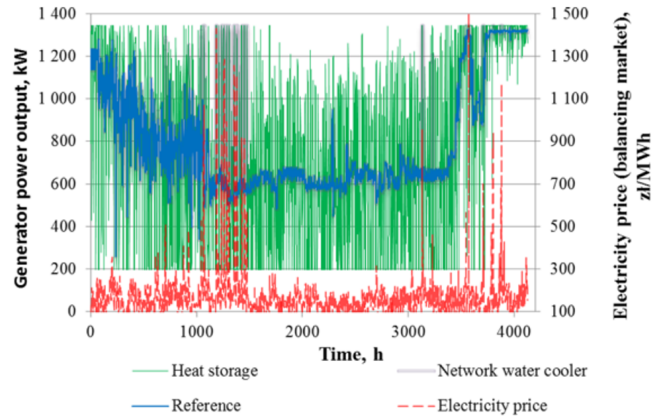 1 400
1 200
1 000
800
600
400
200
0
Generator power output, kW
1 500
1 300
1 100
900
700
500
300
100
Electricity price (balancing market),
zl/MWh
0
1000
2000
3000
4000
Time, h
Heat storage
Network water cooler
Reference
Electricity price